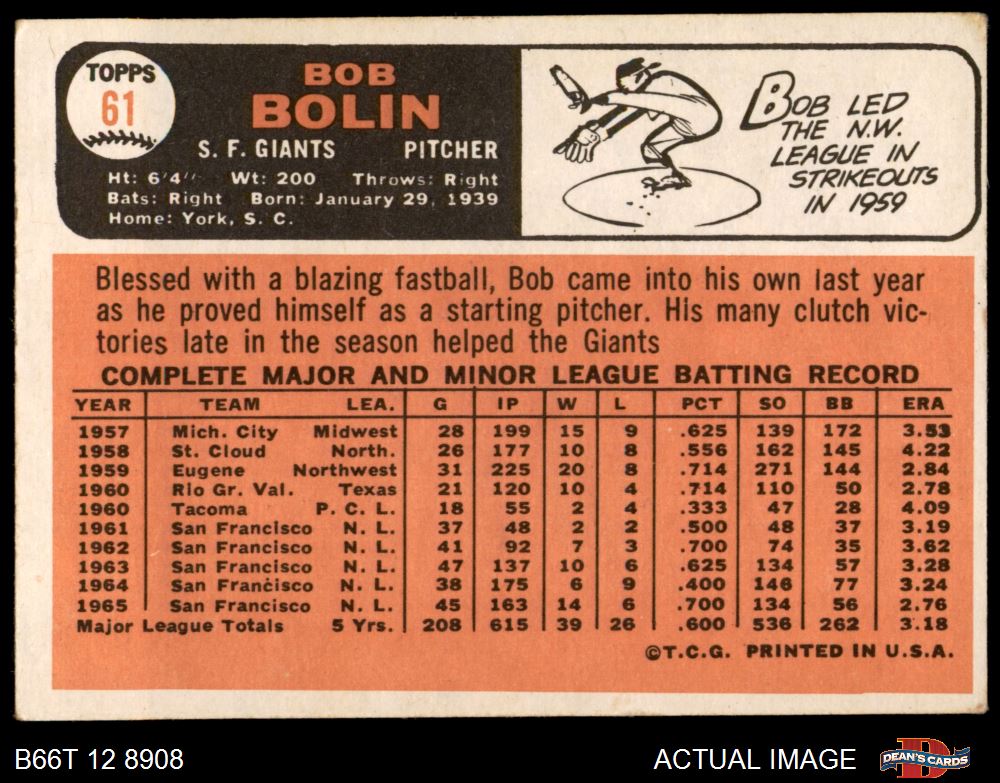 TOPPS
61
BOB
BOLIN
S. F. GIANTS PITCHER
Ht: 6'4" Wt: 200 Throws: Right
Bats: Right Born: January 29, 1939
Home: York, S. C.
BOB LED
THE N.W.
LEAGUE IN
STRIKEOUTS
IN 1959
Blessed with a blazing fastball, Bob came into his own last year
as he proved himself as a starting pitcher. His many clutch vic-
tories late in the season helped the Giants
COMPLETE MAJOR AND MINOR LEAGUE BATTING RECORD
YEAR TEAM LEA. G IP W L PCT SO BB ERA
1957 Mich. City Midwest 28 199 15 9 .625 139 172 3.53
1958 St. Cloud North. 26 177 10 8 .556 162 145 4.22
1959 Eugene Northwest 31 225 20 8 .714 271 144 2.84
1960 Rio Gr. Val. Texas 21 120 10 4 .714 110 50 2.78
1960 Tacoma P. C. L. 18 55 2 4 .333 47 28 4.09
1961 San Francisco N. L. 37 48 2 2 .500 48 37 3.19
1962 San Francisco N. L. 41 92 7 3 .700 74 35 3.62
1963 San Francisco N. L. 47 137 10 6 .625 134 57 3.28
1964 San Francisco N. L. 38 175 6 9 .400 146 77 3.24
1965 San Francisco N. L. 45 163 14 6 .700 134 56 2.76
Major League Totals 5 Yrs. 208 615 39 26 .600 536 262 3.18
©T.C.G. PRINTED IN U.S.A.
B66T 12 8908 ACTUAL IMAGE DEAN'S CARDS